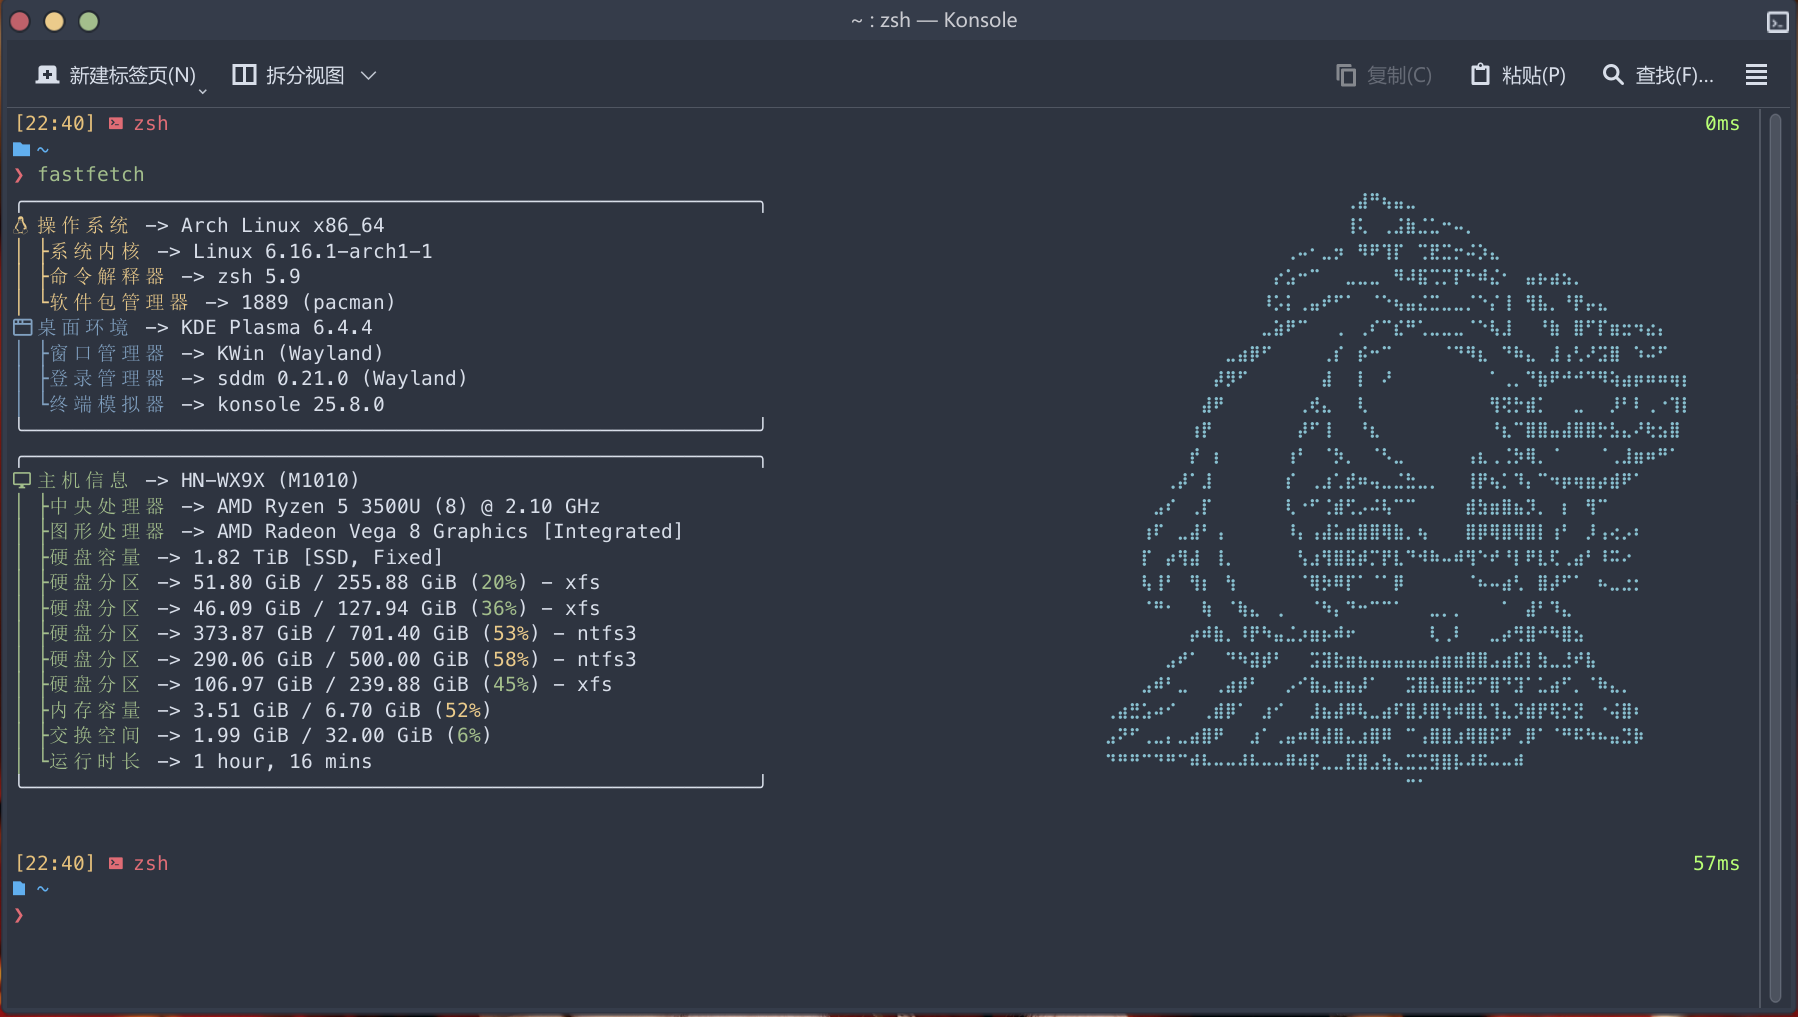 ~ : zsh — Konsole
新建标签页(N) 拆分视图 复制(C) 粘贴(P) 查找(F)...
[22:40] zsh 0ms
~
❯ fastfetch
操作系统 -> Arch Linux x86_64
├系统内核 -> Linux 6.16.1-arch1-1
├命令解释器 -> zsh 5.9
└软件包管理器 -> 1889 (pacman)
桌面环境 -> KDE Plasma 6.4.4
├窗口管理器 -> KWin (Wayland)
├登录管理器 -> sddm 0.21.0 (Wayland)
└终端模拟器 -> konsole 25.8.0
主机信息 -> HN-WX9X (M1010)
├中央处理器 -> AMD Ryzen 5 3500U (8) @ 2.10 GHz
├图形处理器 -> AMD Radeon Vega 8 Graphics [Integrated]
├硬盘容量 -> 1.82 TiB [SSD, Fixed]
├硬盘分区 -> 51.80 GiB / 255.88 GiB (20%) - xfs
├硬盘分区 -> 46.09 GiB / 127.94 GiB (36%) - xfs
├硬盘分区 -> 373.87 GiB / 701.40 GiB (53%) - ntfs3
├硬盘分区 -> 290.06 GiB / 500.00 GiB (58%) - ntfs3
├硬盘分区 -> 106.97 GiB / 239.88 GiB (45%) - xfs
├内存容量 -> 3.51 GiB / 6.70 GiB (52%)
├交换空间 -> 1.99 GiB / 32.00 GiB (6%)
└运行时长 -> 1 hour, 16 mins
[22:40] zsh 57ms
~
❯